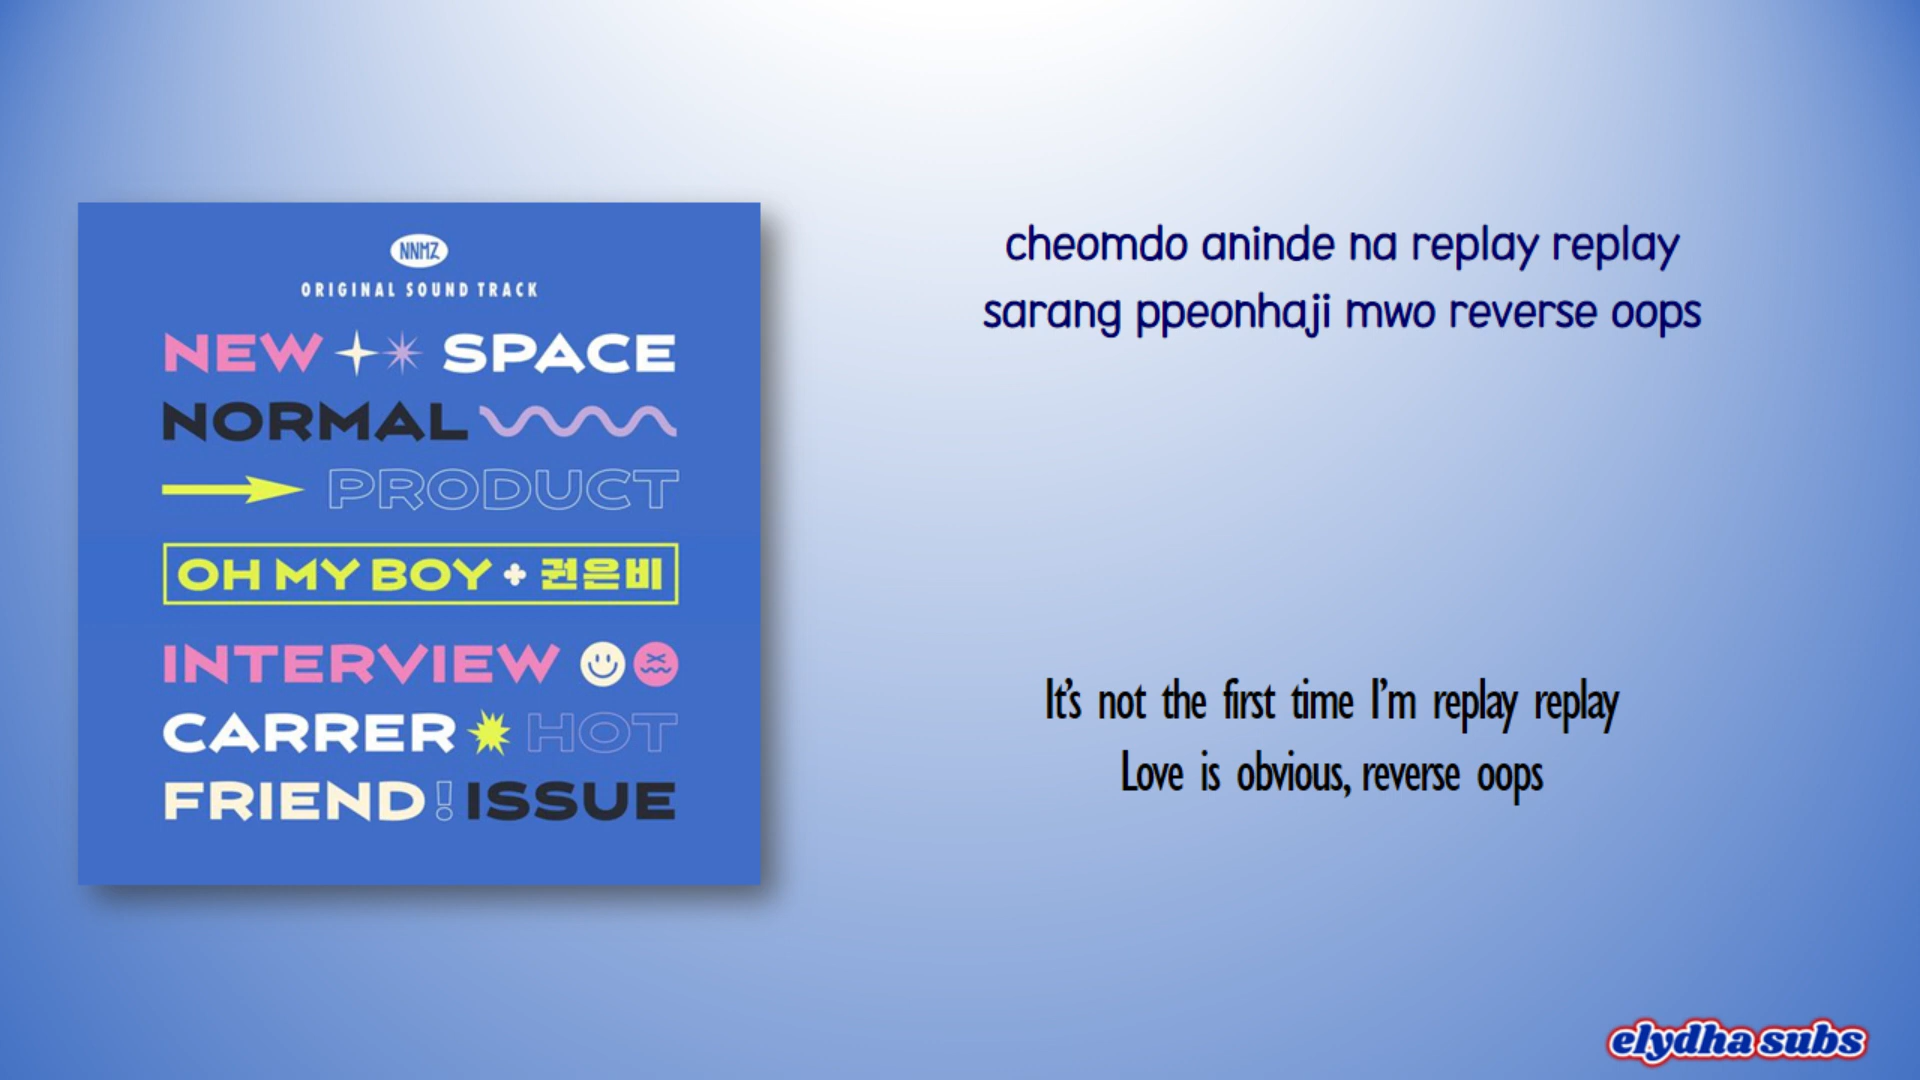 NNMZ
ORIGINAL SOUND TRACK
NEW SPACE
NORMAL
PRODUCT
OH MY BOY + 권은비
INTERVIEW
CARRER HOT
FRIEND ! ISSUE
cheomdo aninde na replay replay
sarang ppeonhaji mwo reverse oops
It's not the first time I'm replay replay
Love is obvious, reverse oops
elydha subs